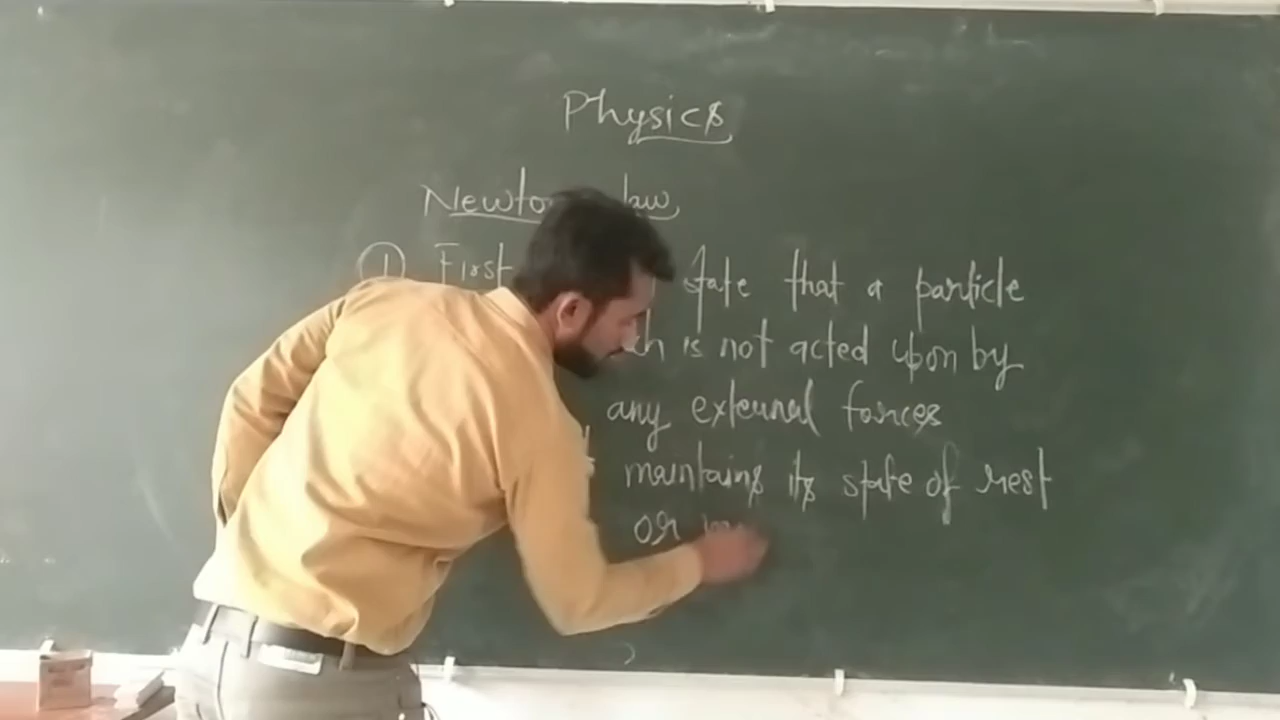 Physics
Newton law
① First state that a particle
is not acted upon by
any external forces
maintains its state of rest
or